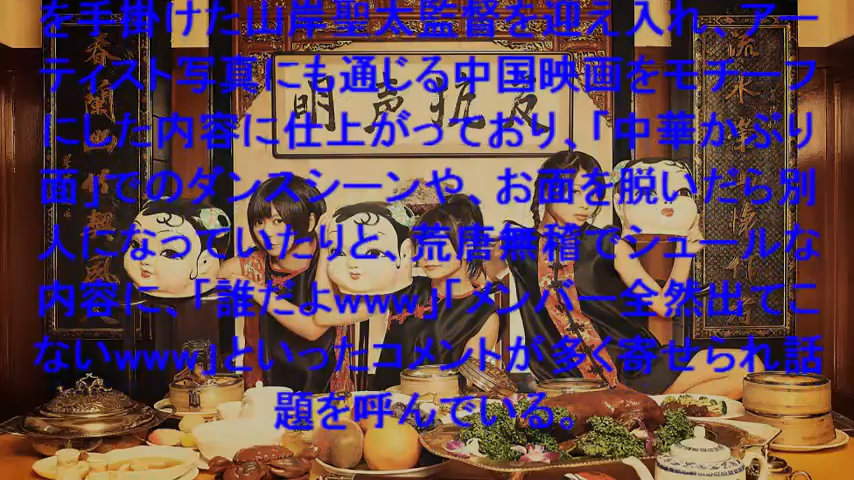 を手掛けた山岸聖太監督を迎え入れ、アー
ティスト写真にも通じる中国映画をモチーフ
にした内容に仕上がっており、「中華かぶり
面」でのダンスシーンや、お面を脱いだら別
人になっていたりと、荒唐無稽でシュールな
内容に、「誰だよwww」「メンバー全然出てこ
ないwww」といったコメントが多く寄せられ話
題を呼んでいる。